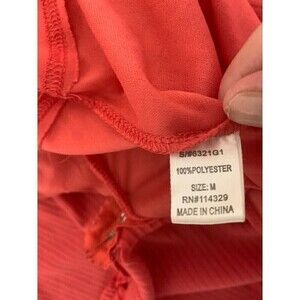 S/#6321G1
100%POLYESTER
SIZE: M
RN#114329
MADE IN CHINA